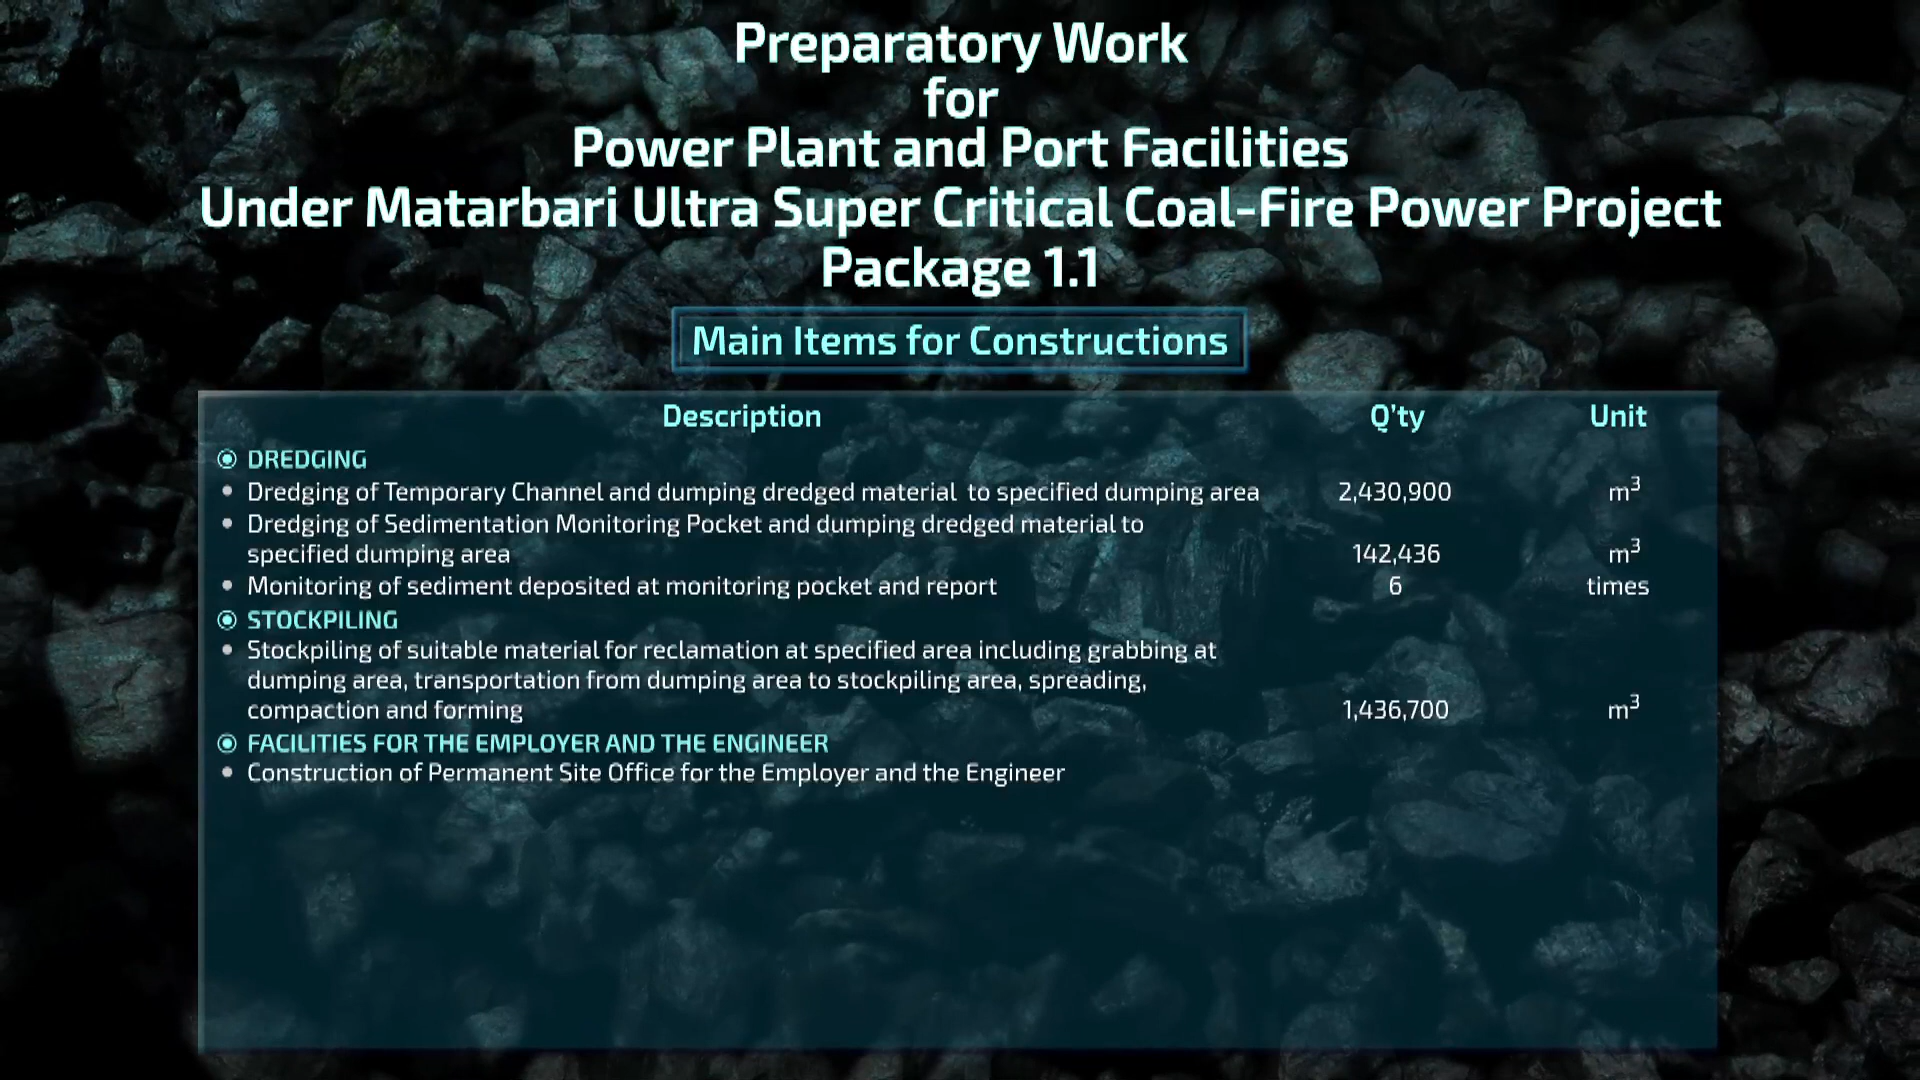 Preparatory Work
for
Power Plant and Port Facilities
Under Matarbari Ultra Super Critical Coal-Fire Power Project
Package 1.1
Main Items for Constructions
Description Q'ty Unit
DREDGING
• Dredging of Temporary Channel and dumping dredged material to specified dumping area 2,430,900 m³
• Dredging of Sedimentation Monitoring Pocket and dumping dredged material to
specified dumping area 142,436 m³
• Monitoring of sediment deposited at monitoring pocket and report 6 times
STOCKPILING
• Stockpiling of suitable material for reclamation at specified area including grabbing at
dumping area, transportation from dumping area to stockpiling area, spreading,
compaction and forming 1,436,700 m³
FACILITIES FOR THE EMPLOYER AND THE ENGINEER
• Construction of Permanent Site Office for the Employer and the Engineer